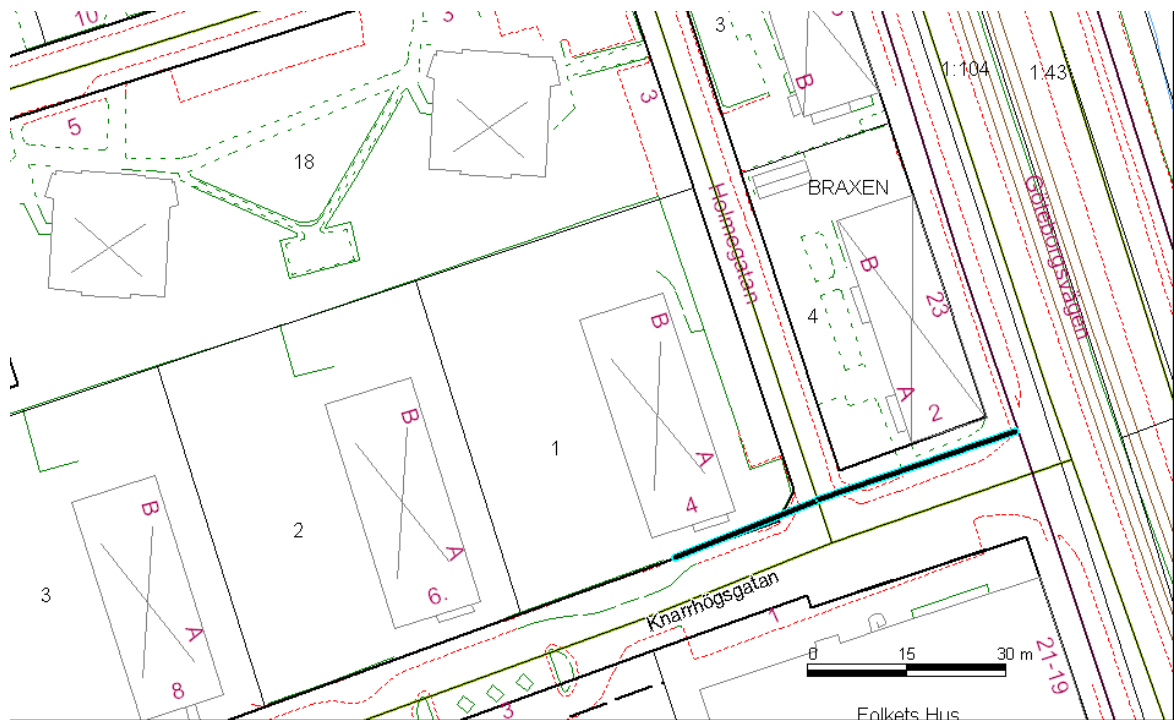 10
3
3
B
1:104
1:43
5
3
18
BRAXEN
Holmegatan
Göteborgsvägen
B
23
4
B
A
2
B
1
A
4
B
2
A
6.
3
A
8
Knarrhögsgatan
1
0 15 30 m
21-19
3
Folkets Hus